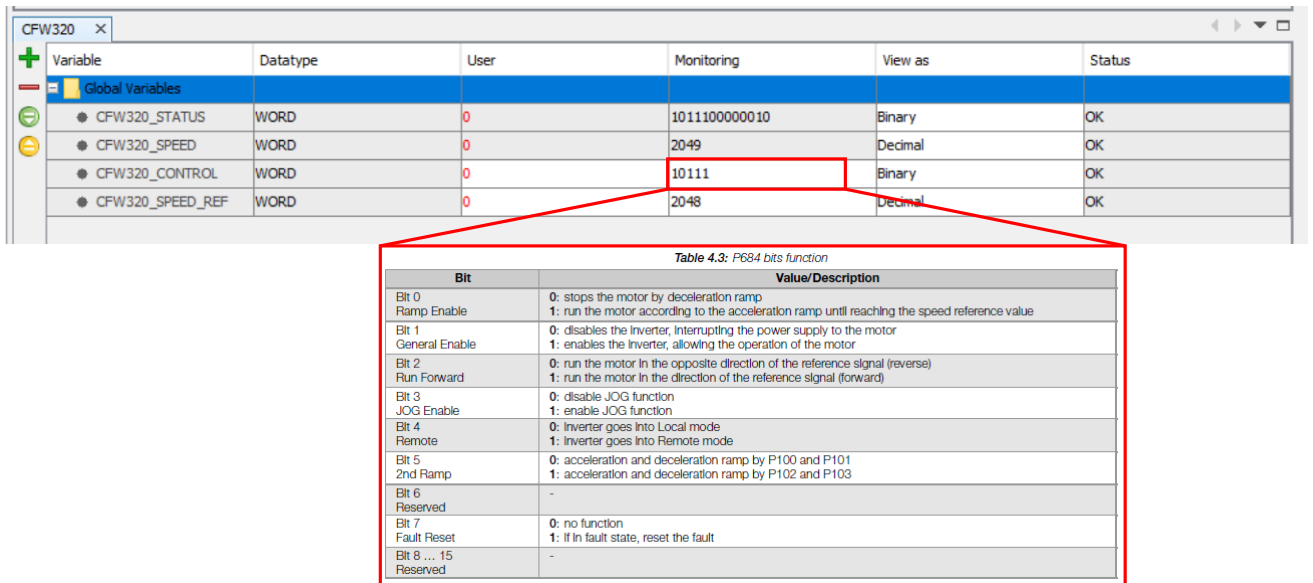 CFW320
Variable Datatype User Monitoring View as Status
Global Variables
CFW320_STATUS WORD 0 1011100000010 Binary OK
CFW320_SPEED WORD 0 2049 Decimal OK
CFW320_CONTROL WORD 0 10111 Binary OK
CFW320_SPEED_REF WORD 0 2048 Decimal OK
Table 4.3: P684 bits function
Bit Value/Description
Bit 0 0: stops the motor by deceleration ramp
Ramp Enable 1: run the motor according to the acceleration ramp until reaching the speed reference value
Bit 1 0: disables the inverter, interrupting the power supply to the motor
General Enable 1: enables the inverter, allowing the operation of the motor
Bit 2 0: run the motor in the opposite direction of the reference signal (reverse)
Run Forward 1: run the motor in the direction of the reference signal (forward)
Bit 3 0: disable JOG function
JOG Enable 1: enable JOG function
Bit 4 0: Inverter goes into Local mode
Remote 1: Inverter goes into Remote mode
Bit 5 0: acceleration and deceleration ramp by P100 and P101
2nd Ramp 1: acceleration and deceleration ramp by P102 and P103
Bit 6 -
Reserved
Bit 7 0: no function
Fault Reset 1: if in fault state, reset the fault
Bit 8 ... 15 -
Reserved